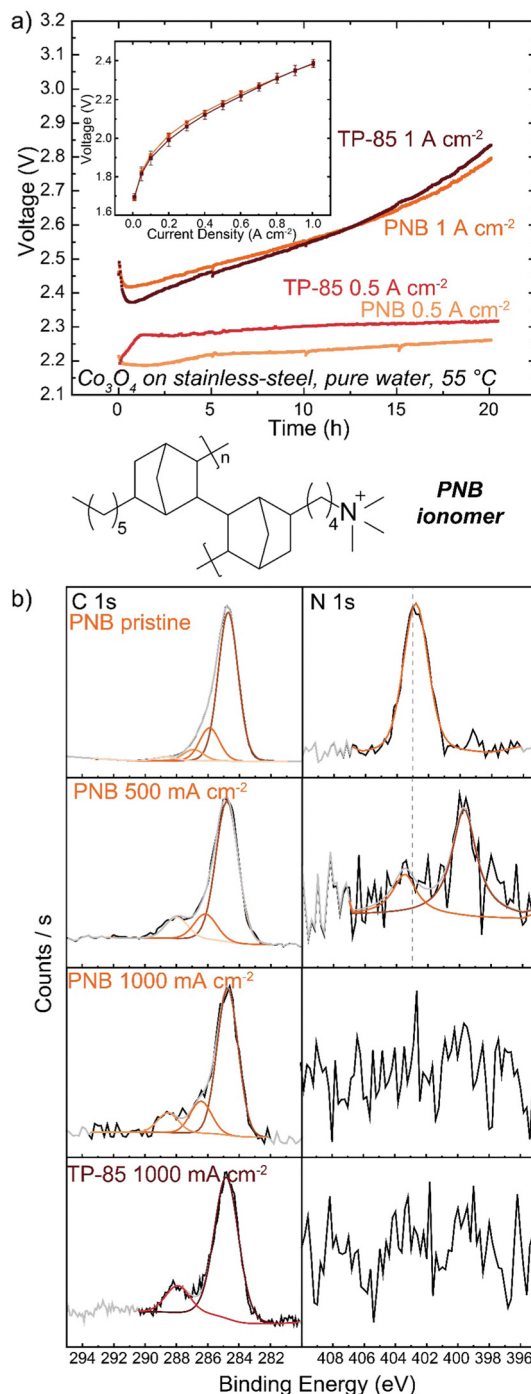 a)
3.2
3.1
3.0
2.9
2.8
2.7
2.6
2.5
2.4
2.3
2.2
2.1
Voltage (V)
2.4
2.2
2.0
1.8
1.6
Voltage (V)
0.0 0.2 0.4 0.6 0.8 1.0
Current Density (A cm⁻²)
TP-85 1 A cm⁻²
PNB 1 A cm⁻²
TP-85 0.5 A cm⁻²
PNB 0.5 A cm⁻²
Co₃O₄ on stainless-steel, pure water, 55 °C
0 5 10 15 20
Time (h)
n
5
4
N
+
PNB
ionomer
b)
C 1s
N 1s
PNB pristine
PNB 500 mA cm⁻²
PNB 1000 mA cm⁻²
TP-85 1000 mA cm⁻²
Counts / s
294 292 290 288 286 284 282
408 406 404 402 400 398 396
Binding Energy (eV)